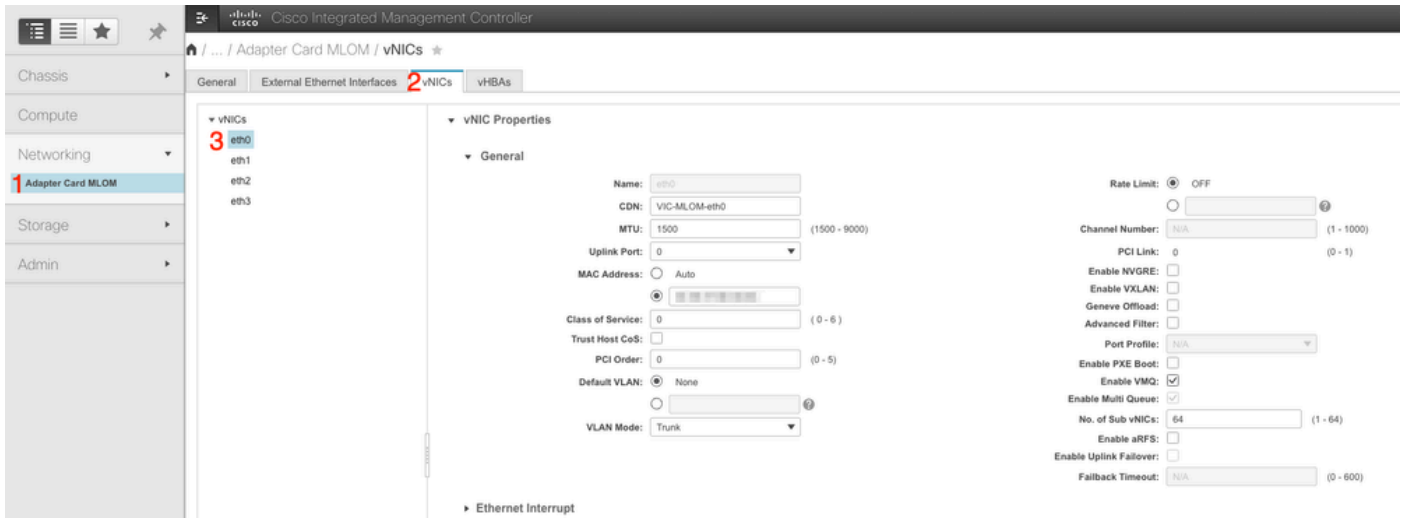 cisco Cisco Integrated Management Controller
/ ... / Adapter Card MLOM / vNICs
Chassis
Compute
Networking
1 Adapter Card MLOM
Storage
Admin
General External Ethernet Interfaces 2 vNICs vHBAs
vNICs
3 eth0
eth1
eth2
eth3
vNIC Properties
General
Name: eth0
CDN: VIC-MLOM-eth0
MTU: 1500 (1500 - 9000)
Uplink Port: 0
MAC Address: Auto
Class of Service: 0 (0 - 6)
Trust Host CoS:
PCI Order: 0 (0 - 5)
Default VLAN: None
?
VLAN Mode: Trunk
Rate Limit: OFF
?
Channel Number: N/A (1 - 1000)
PCI Link: 0 (0 - 1)
Enable NVGRE:
Enable VXLAN:
Geneve Offload:
Advanced Filter:
Port Profile: N/A
Enable PXE Boot:
Enable VMQ:
Enable Multi Queue:
No. of Sub vNICs: 64 (1 - 64)
Enable aRFS:
Enable Uplink Failover:
Failback Timeout: N/A (0 - 600)
Ethernet Interrupt